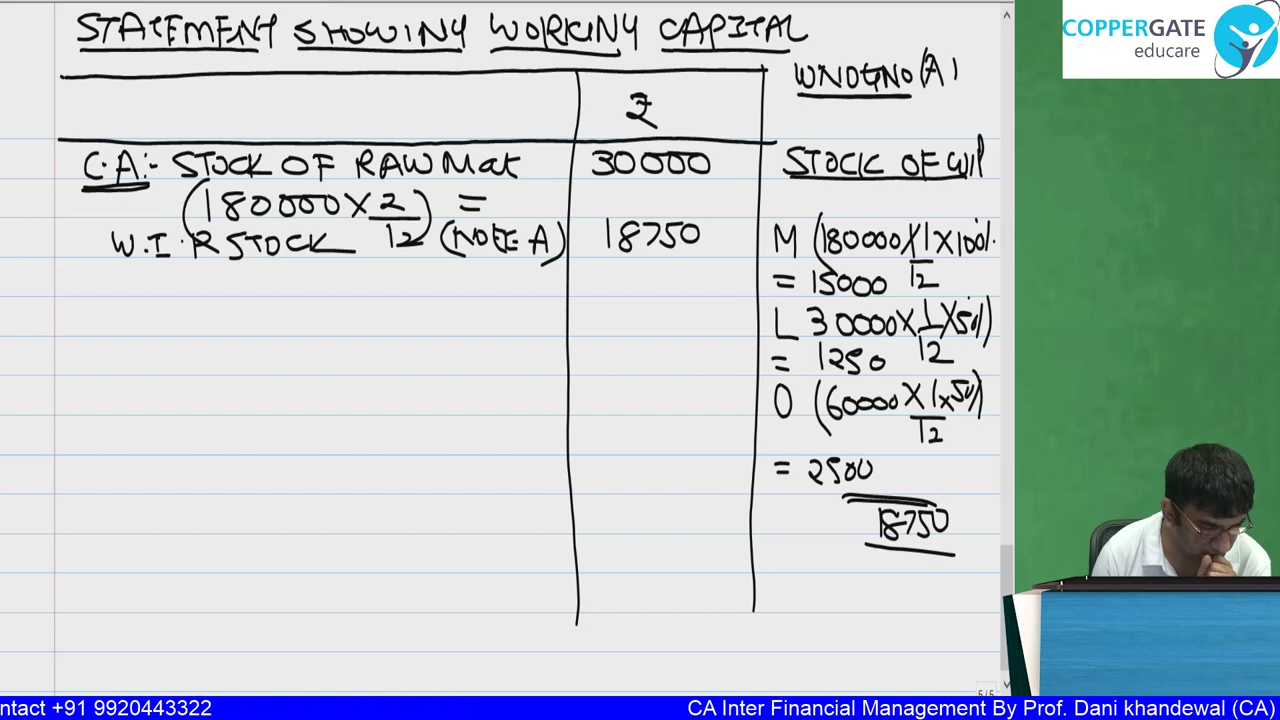 STATEMENT SHOWING WORKING CAPITAL
₹
C.A:- STOCK OF RAW Mat 30000
(180000 × 2/12) =
W.I.P STOCK (NOTE A) 18750
(A)
STOCK OF WIP
M (180000 × 1/12 × 100%
= 15000
L 30000 × 1/12 × 50%)
= 1250
O (60000 × 1/12 × 50%)
= 2500
18750
COPPERGATE
educare
5/5
ntact +91 9920443322
CA Inter Financial Management By Prof. Dani khandewal (CA)